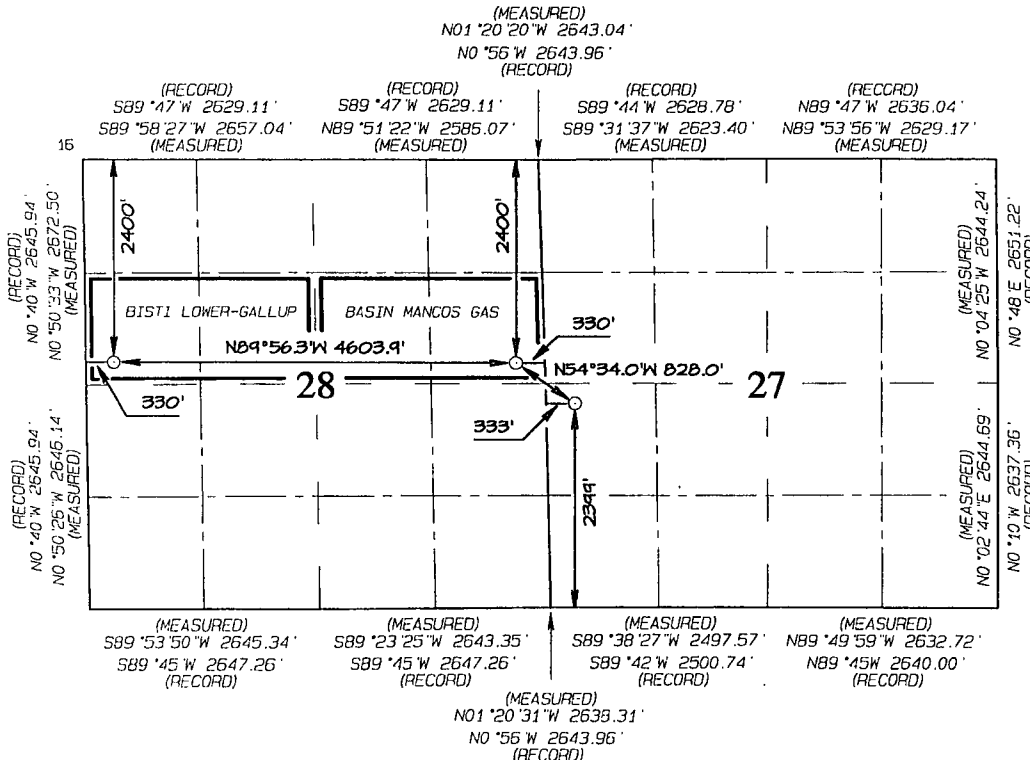 (MEASURED)
N01°20'20"W 2643.04'
N0°56'W 2643.96'
(RECORD)
(RECORD)
S89°47'W 2629.11'
S89°58'27"W 2657.04'
(MEASURED)
(RECORD)
S89°47'W 2629.11'
N89°51'22"W 2585.07'
(MEASURED)
(RECORD)
S89°44'W 2628.78'
S89°31'37"W 2623.40'
(MEASURED)
(RECORD)
N89°47'W 2636.04'
N89°53'56"W 2629.17'
(MEASURED)
16
(RECORD)
N0°40'W 2645.94'
N0°50'33"W 2672.50'
(MEASURED)
2400'
2400'
(MEASURED)
N0°04'25"W 2644.24'
N0°48'E 2651.22'
(RECORD)
BISTI LOWER-GALLUP
BASIN MANCOS GAS
330'
N89°56.3'W 4603.9'
N54°34.0'W 828.0'
28
27
330'
333'
2399'
(RECORD)
N0°40'W 2645.94'
N0°50'26"W 2646.14'
(MEASURED)
(MEASURED)
N0°02'44"E 2644.69'
N0°10'W 2637.36'
(RECORD)
(MEASURED)
S89°53'50"W 2645.34'
S89°45'W 2647.26'
(RECORD)
(MEASURED)
S89°23'25"W 2643.35'
S89°45'W 2647.26'
(RECORD)
(MEASURED)
S89°38'27"W 2497.57'
S89°42'W 2500.74'
(RECORD)
(MEASURED)
N89°49'59"W 2632.72'
N89°45W 2640.00'
(RECORD)
(MEASURED)
N01°20'31"W 2638.31'
N0°56'W 2643.96'
(RECORD)